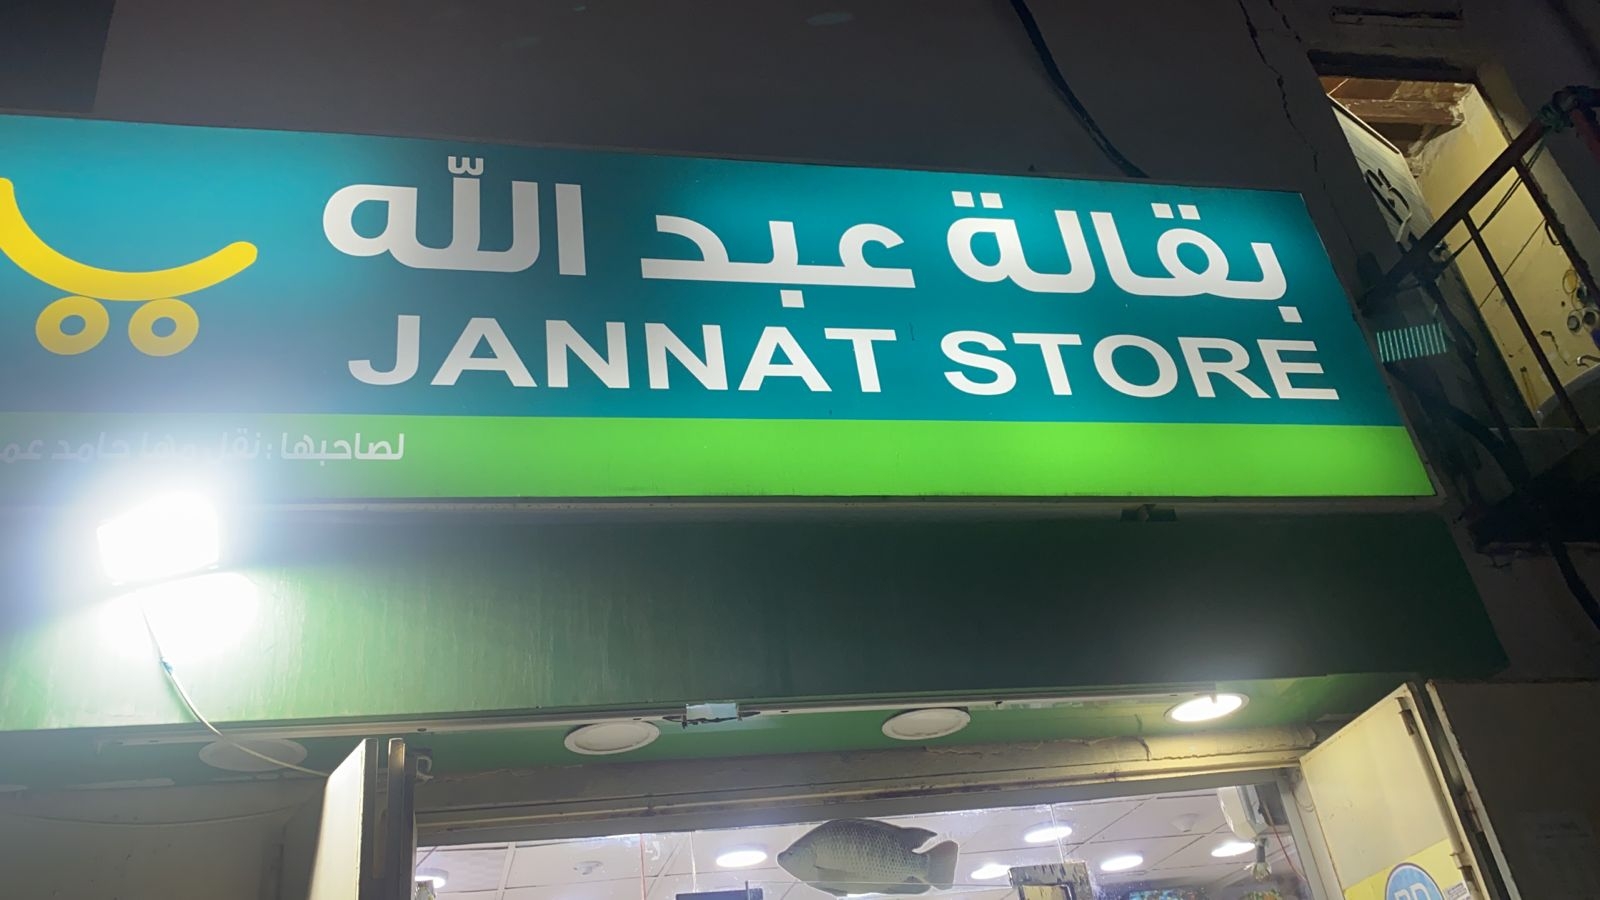 بقالة عبد الله
JANNAT STORE
لصاحبها : نقل مها حامد